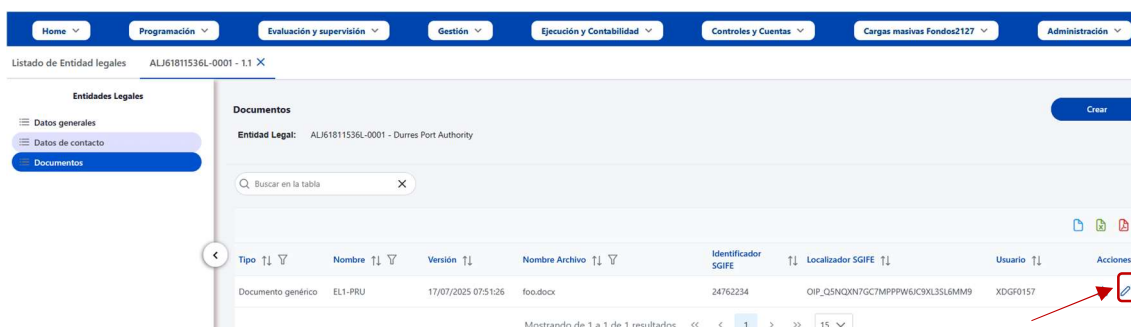 Home Programación Evaluación y supervisión Gestión Ejecución y Contabilidad Controles y Cuentas Cargas masivas Fondos2127 Administración
Listado de Entidad legales ALJ61811536L-0001 - 1.1
Entidades Legales
Datos generales
Datos de contacto
Documentos
Documentos
Crear
Entidad Legal: ALJ61811536L-0001 - Durres Port Authority
Buscar en la tabla
Tipo Nombre Versión Nombre Archivo Identificador SGIFE Localizador SGIFE Usuario Acciones
Documento genérico EL1-PRU 17/07/2025 07:51:26 foo.docx 24762234 OIP_Q5NQXN7GC7MPPPW6JC9XL3SL6MM9 XDGF0157
Mostrando de 1 a 1 de 1 resultados << < 1 > >> 15